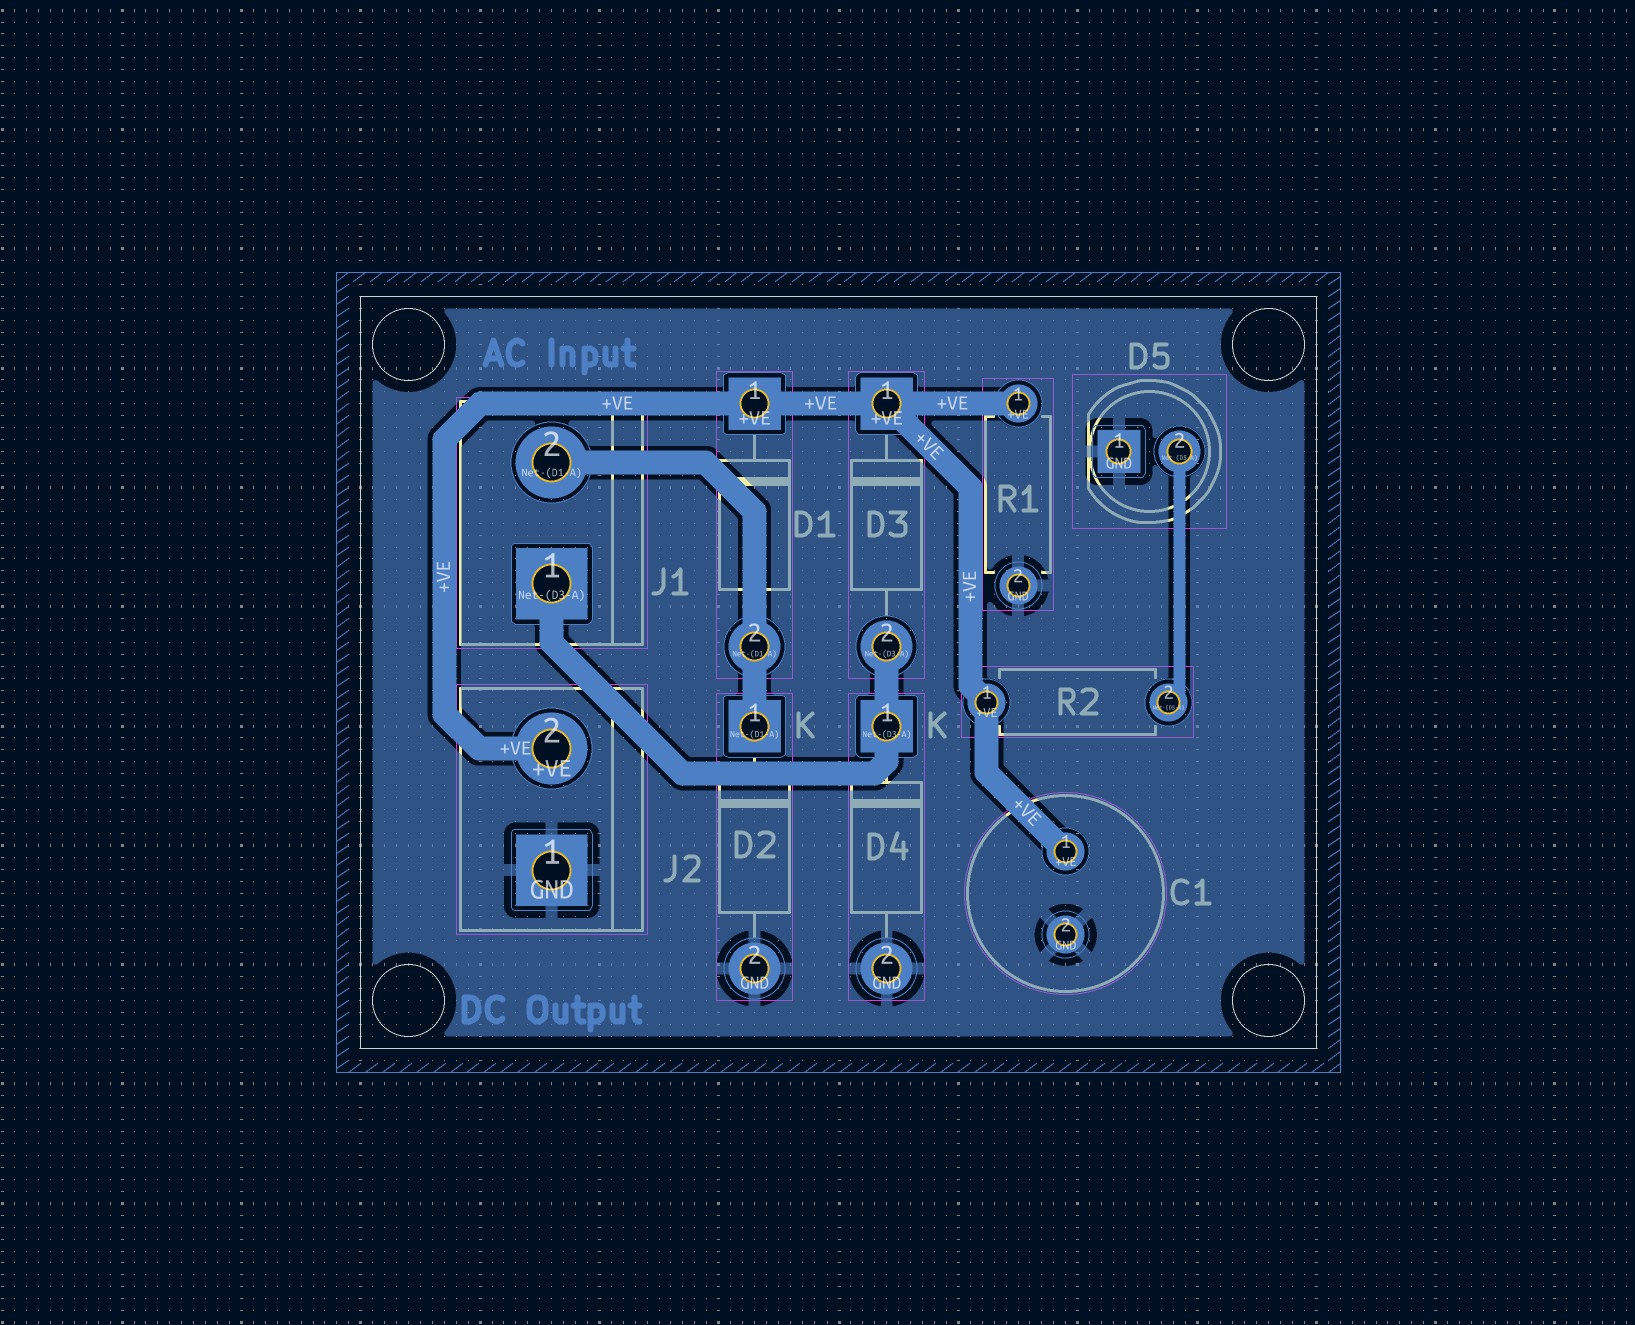 AC Input
D5
1
+VE
1
+VE
1
+VE
+VE
+VE
+VE
+VE
2
Net-(D1-A)
1
GND
2
Net-(D5-A)
R1
D1
D3
1
Net-(D3-A)
J1
+VE
+VE
2
GND
2
Net-(D1-A)
2
Net-(D3-A)
1
+VE
R2
2
Net-(D5-A)
1
Net-(D1-A)
K
1
Net-(D3-A)
K
+VE
2
+VE
+VE
1
GND
J2
D2
D4
1
+VE
C1
2
GND
2
GND
2
GND
DC Output